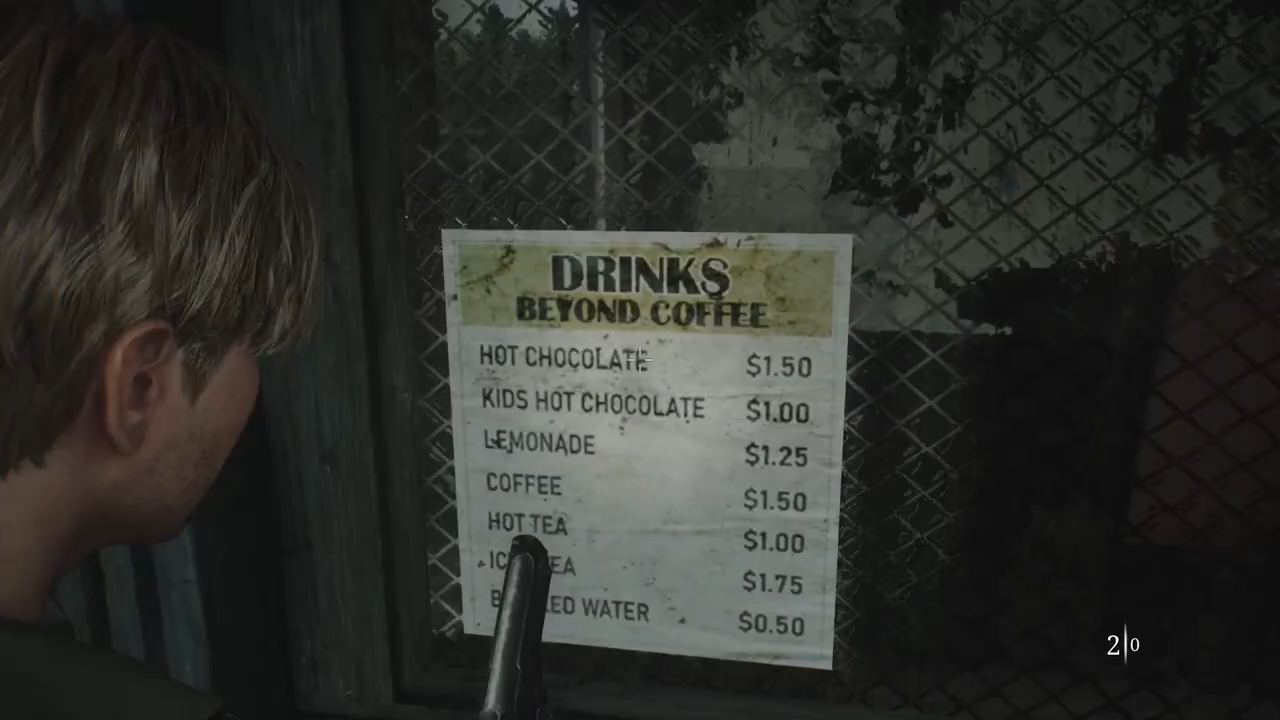 DRINKS
BEYOND COFFEE
HOT CHOCOLATE $1.50
KIDS HOT CHOCOLATE $1.00
LEMONADE $1.25
COFFEE $1.50
HOT TEA $1.00
$1.75
WATER $0.50
2|0